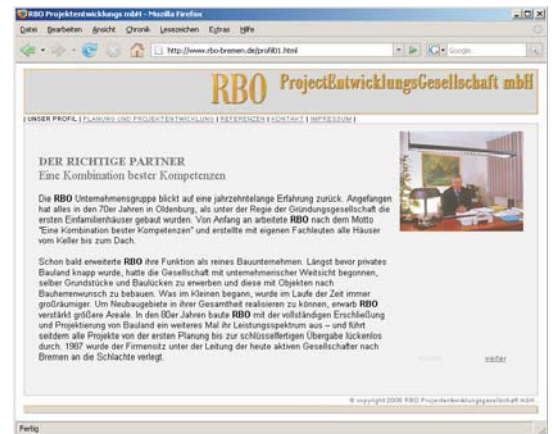 RBO Projektentwicklungs mbH - Mozilla Firefox
Datei Bearbeiten Ansicht Chronik Lesezeichen Extras Hilfe
http://www.rbo-bremen.de/profil01.html
Google
RBO ProjectEntwicklungsGesellschaft mbH
| UNSER PROFIL | PLANUNG UND PROJEKTENTWICKLUNG | REFERENZEN | KONTAKT | IMPRESSUM |
DER RICHTIGE PARTNER
Eine Kombination bester Kompetenzen
Die RBO Unternehmensgruppe blickt auf eine jahrzehntelange Erfahrung zurück. Angefangen
hat alles in den 70er Jahren in Oldenburg, als unter der Regie der Gründungsgesellschaft die
ersten Einfamilienhäuser gebaut wurden. Von Anfang an arbeitete RBO nach dem Motto
"Eine Kombination bester Kompetenzen" und erstellte mit eigenen Fachleuten alle Häuser
vom Keller bis zum Dach.
Schon bald erweiterte RBO ihre Funktion als reines Bauunternehmen. Längst bevor privates
Bauland knapp wurde, hatte die Gesellschaft mit unternehmerischer Weitsicht begonnen,
selber Grundstücke und Baulücken zu erwerben und diese mit Objekten nach
Bauherrenwunsch zu bebauen. Was im Kleinen begann, wurde im Laufe der Zeit immer
großräumiger. Um Neubaugebiete in ihrer Gesamtheit realisieren zu können, erwarb RBO
verstärkt größere Areale. In den 80er Jahren baute RBO mit der vollständigen Erschließung
und Projektierung von Bauland ein weiteres Mal ihr Leistungsspektrum aus – und führt
seitdem alle Projekte von der ersten Planung bis zur schlüsselfertigen Übergabe lückenlos
durch. 1987 wurde der Firmensitz unter der Leitung der heute aktiven Gesellschafter nach
Bremen an die Schlachte verlegt.
weiter
© copyright 2006 RBO Projectentwicklungsgesellschaft mbH
Fertig